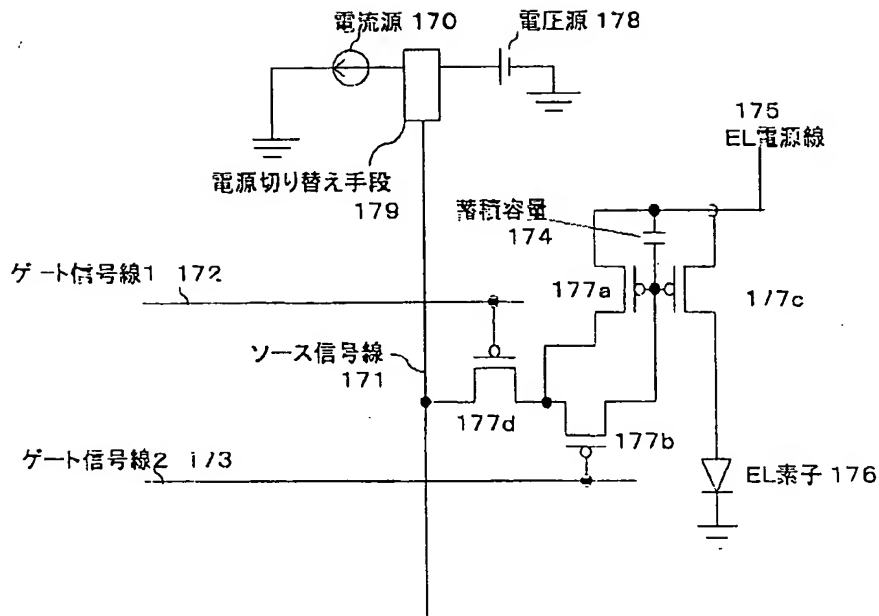 電流源 170
電圧源 178
175
EL電源線
電源切り替え手段
179
蓄積容量
174
ゲート信号線1 172
177a
1/7c
ソース信号線
171
177d
177b
ゲート信号線2 i/3
EL素子 176